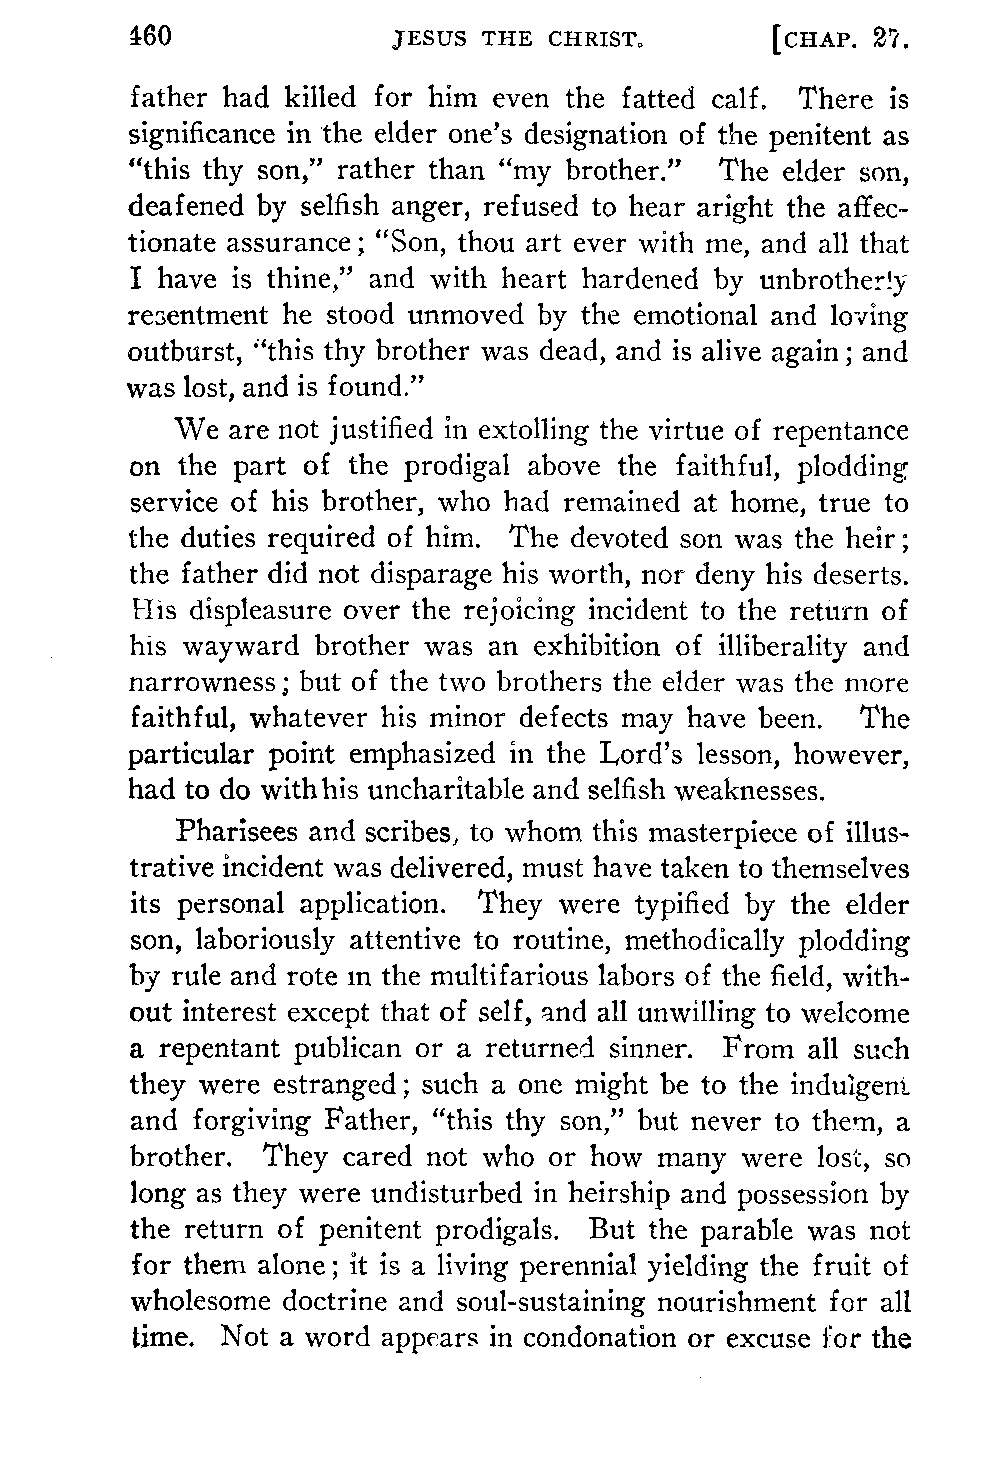 460 JESUS THE CHRIST. [CHAP. 27.
father had killed for him even the fatted calf. There is
significance in the elder one's designation of the penitent as
"this thy son," rather than "my brother." The elder son,
deafened by selfish anger, refused to hear aright the affec-
tionate assurance; "Son, thou art ever with me, and all that
I have is thine," and with heart hardened by unbrotherly
resentment he stood unmoved by the emotional and loving
outburst, "this thy brother was dead, and is alive again; and
was lost, and is found."
We are not justified in extolling the virtue of repentance
on the part of the prodigal above the faithful, plodding
service of his brother, who had remained at home, true to
the duties required of him. The devoted son was the heir;
the father did not disparage his worth, nor deny his deserts.
His displeasure over the rejoicing incident to the return of
his wayward brother was an exhibition of illiberality and
narrowness; but of the two brothers the elder was the more
faithful, whatever his minor defects may have been. The
particular point emphasized in the Lord's lesson, however,
had to do with his uncharitable and selfish weaknesses.
Pharisees and scribes, to whom this masterpiece of illus-
trative incident was delivered, must have taken to themselves
its personal application. They were typified by the elder
son, laboriously attentive to routine, methodically plodding
by rule and rote in the multifarious labors of the field, with-
out interest except that of self, and all unwilling to welcome
a repentant publican or a returned sinner. From all such
they were estranged; such a one might be to the indulgent
and forgiving Father, "this thy son," but never to them, a
brother. They cared not who or how many were lost, so
long as they were undisturbed in heirship and possession by
the return of penitent prodigals. But the parable was not
for them alone; it is a living perennial yielding the fruit of
wholesome doctrine and soul-sustaining nourishment for all
time. Not a word appears in condonation or excuse for the